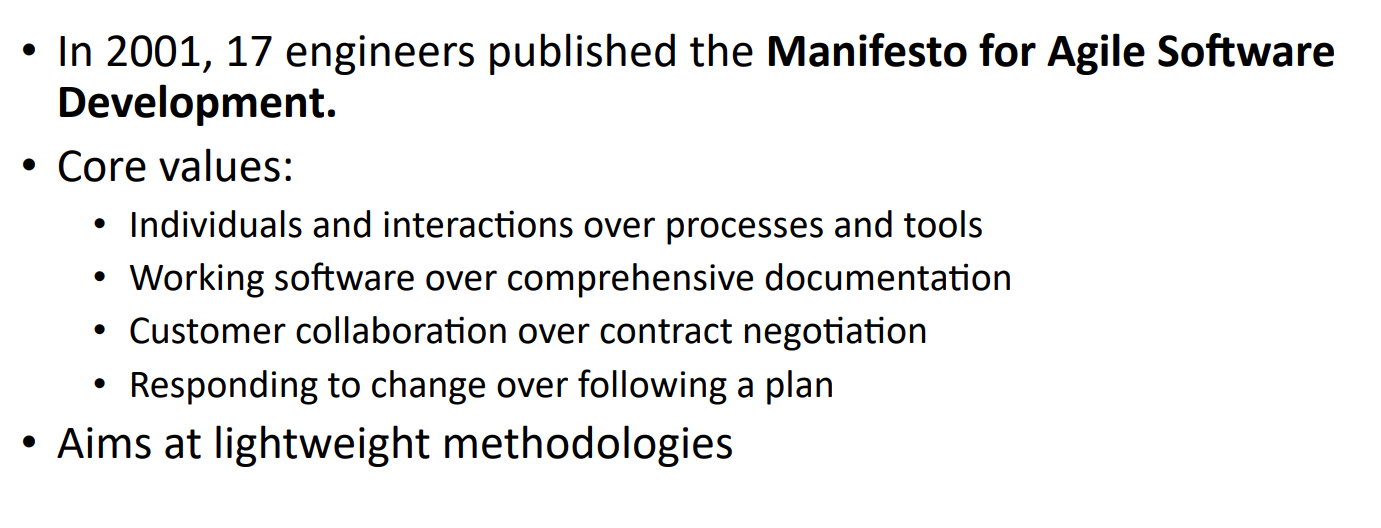 • In 2001, 17 engineers published the Manifesto for Agile Software
Development.
• Core values:
• Individuals and interactions over processes and tools
• Working software over comprehensive documentation
• Customer collaboration over contract negotiation
• Responding to change over following a plan
• Aims at lightweight methodologies